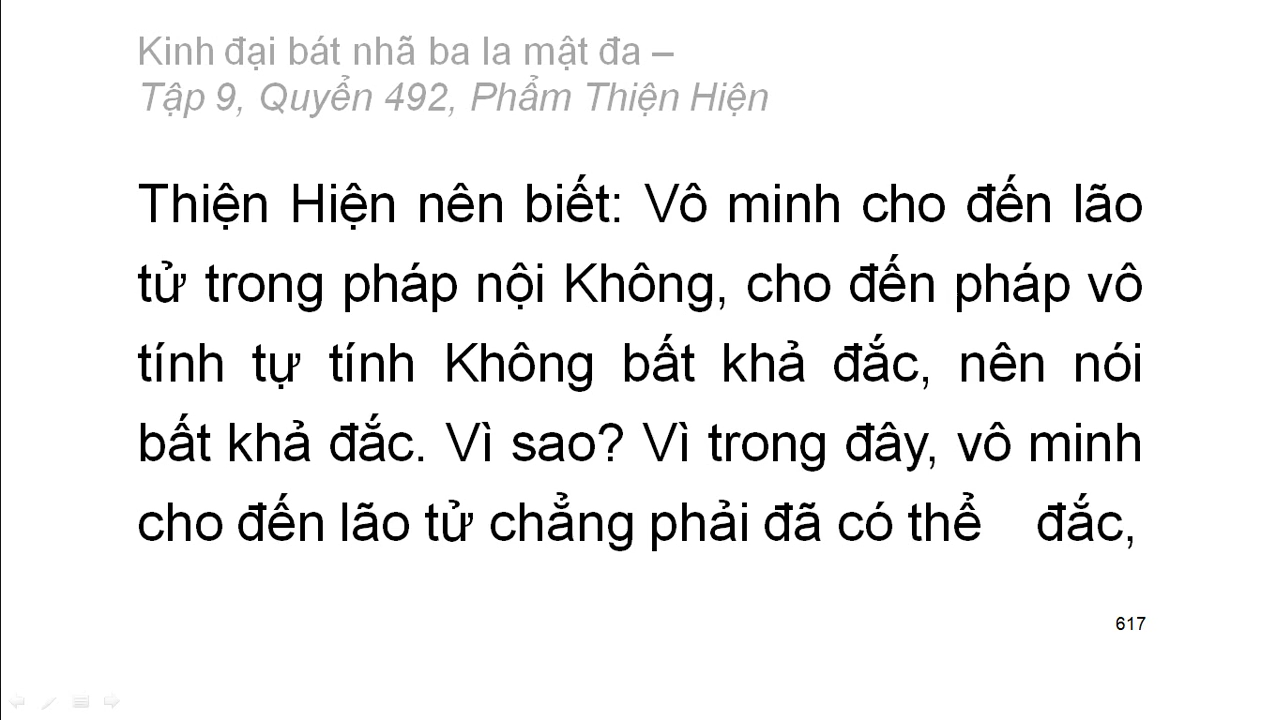 Kinh đại bát nhã ba la mật đa –
Tập 9, Quyển 492, Phẩm Thiện Hiện
Thiện Hiện nên biết: Vô minh cho đến lão
tử trong pháp nội Không, cho đến pháp vô
tính tự tính Không bất khả đắc, nên nói
bất khả đắc. Vì sao? Vì trong đây, vô minh
cho đến lão tử chẳng phải đã có thể đắc,
617